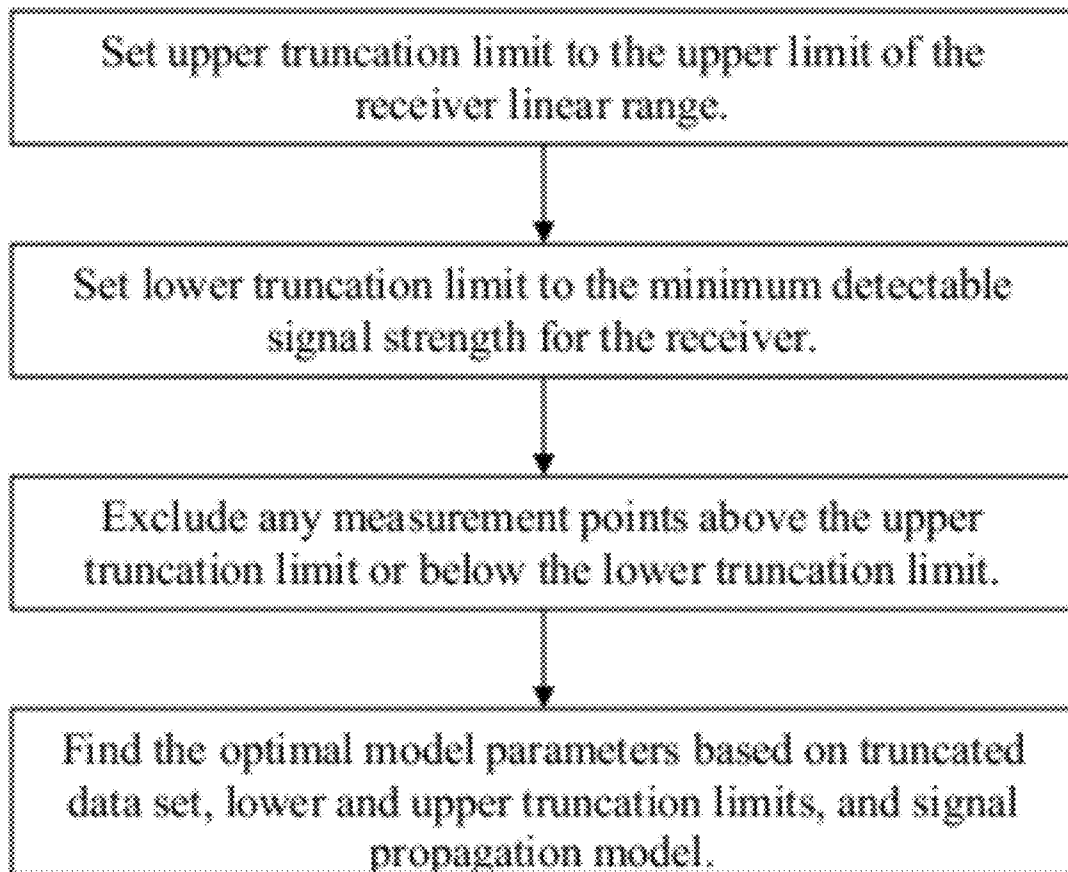 Set upper truncation limit to the upper limit of the
receiver linear range.
Set lower truncation limit to the minimum detectable
signal strength for the receiver.
Exclude any measurement points above the upper
truncation limit or below the lower truncation limit.
Find the optimal model parameters based on truncated
data set, lower and upper truncation limits, and signal
propagation model.